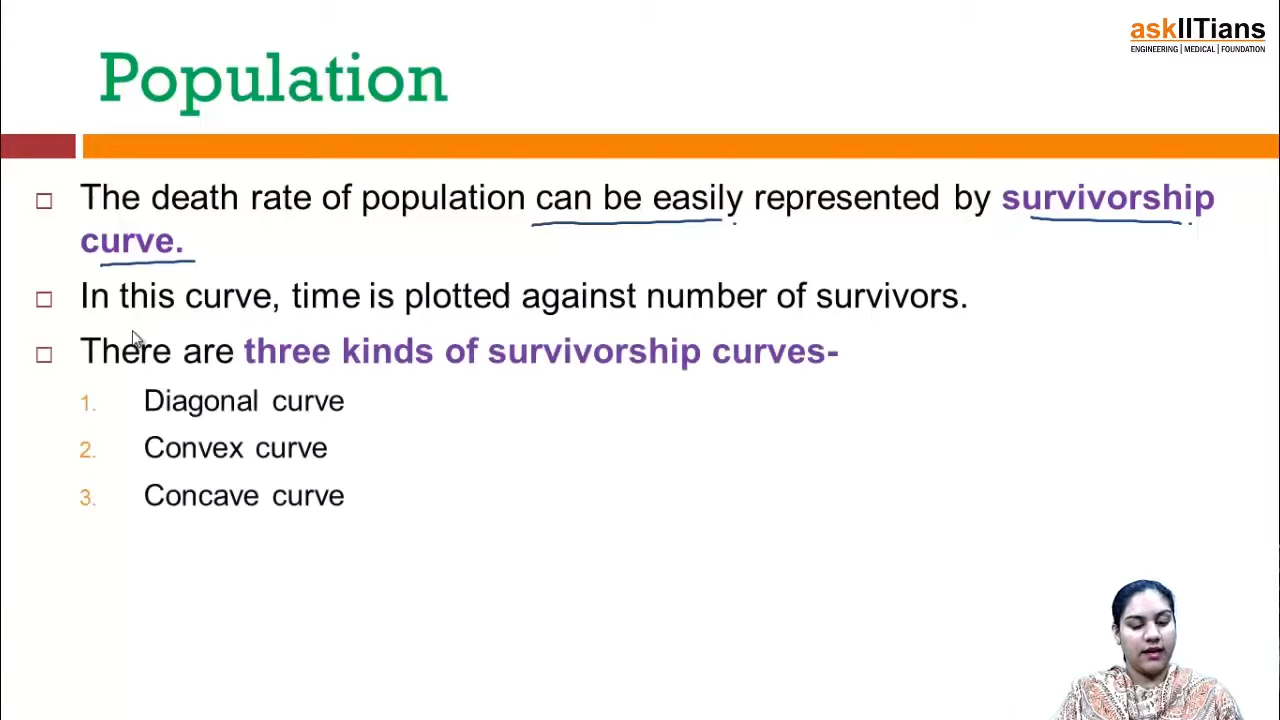 askIITians
ENGINEERING | MEDICAL | FOUNDATION
Population
The death rate of population can be easily represented by survivorship
curve.
In this curve, time is plotted against number of survivors.
There are three kinds of survivorship curves-
1. Diagonal curve
2. Convex curve
3. Concave curve